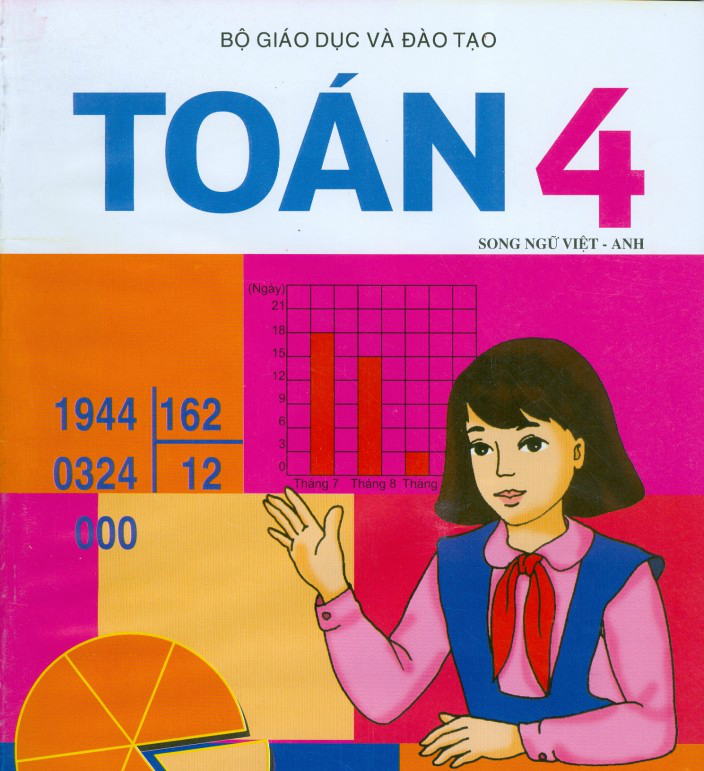 BỘ GIÁO DỤC VÀ ĐÀO TẠO
TOÁN 4
SONG NGỮ VIỆT - ANH
(Ngày)
21
18
15
12
9
6
3
0
Tháng 7 Tháng 8 Tháng
1944 162
0324 12
000